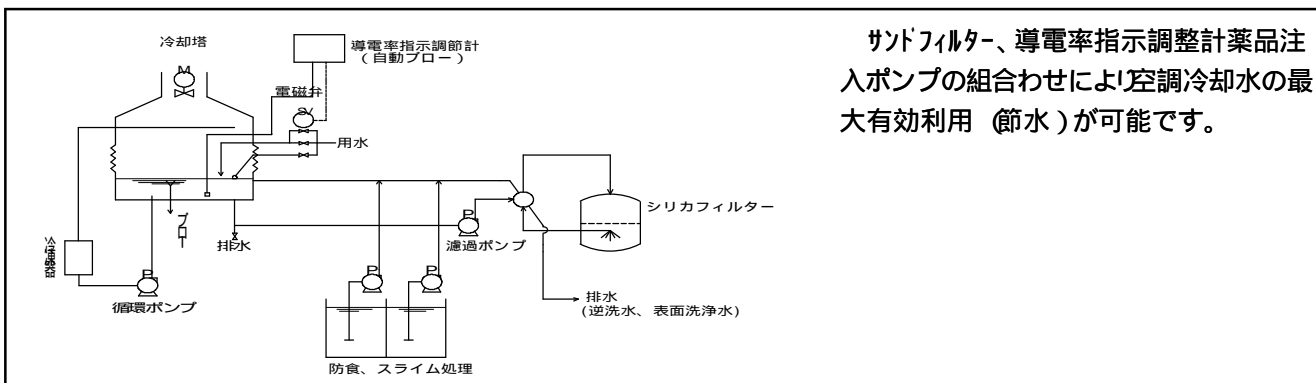 冷却塔
M
導電率指示調節計
(自動ブロー)
電磁弁
SV
用水
ブロー
排水
P
循環ポンプ
P
濾過ポンプ
シリカフィルター
排水
(逆洗水、表面洗浄水)
P
P
防食、スライム処理
サンドフィルター、導電率指示調整計薬品注
入ポンプの組合わせにより空調冷却水の最
大有効利用 (節水)が可能です。